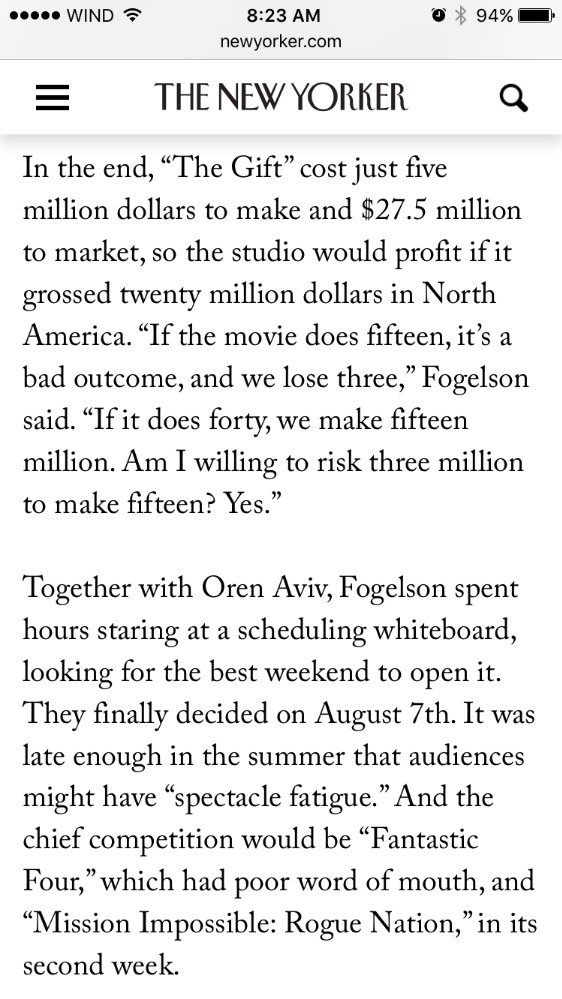 WIND 8:23 AM 94%
newyorker.com
THE NEW YORKER
In the end, “The Gift” cost just five
million dollars to make and $27.5 million
to market, so the studio would profit if it
grossed twenty million dollars in North
America. “If the movie does fifteen, it’s a
bad outcome, and we lose three,” Fogelson
said. “If it does forty, we make fifteen
million. Am I willing to risk three million
to make fifteen? Yes.”
Together with Oren Aviv, Fogelson spent
hours staring at a scheduling whiteboard,
looking for the best weekend to open it.
They finally decided on August 7th. It was
late enough in the summer that audiences
might have “spectacle fatigue.” And the
chief competition would be “Fantastic
Four,” which had poor word of mouth, and
“Mission Impossible: Rogue Nation,” in its
second week.